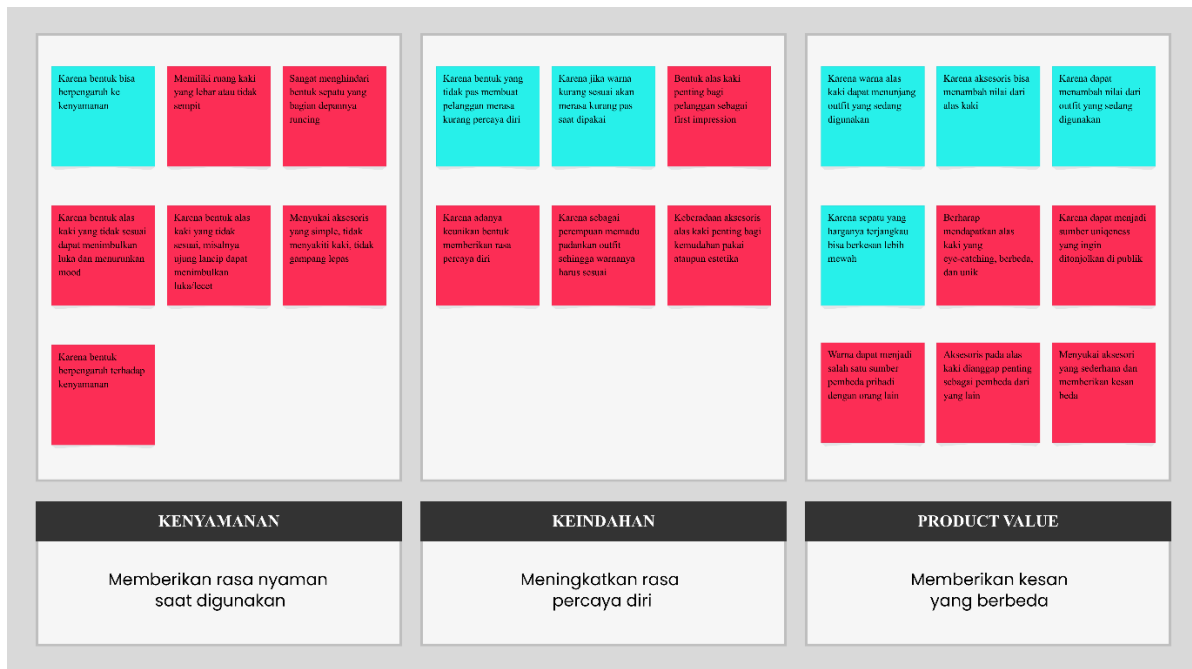 Karena bentuk bisa
berpengaruh ke
kenyamanan
Memiliki ruang kaki
yang lebar atau tidak
sempit
Sangat menghindari
bentuk sepatu yang
bagian depannya
runcing
Karena bentuk alas
kaki yang tidak sesuai
dapat menimbulkan
luka dan menurunkan
mood
Karena bentuk alas
kaki yang tidak
sesuai, misalnya
ujung lancip dapat
menimbulkan
luka/lecet
Menyukai aksesoris
yang simple, tidak
menyakiti kaki, tidak
gampang lepas
Karena bentuk
berpengaruh terhadap
kenyamanan
KENYAMANAN
Memberikan rasa nyaman
saat digunakan
Karena bentuk yang
tidak pas membuat
pelanggan merasa
kurang percaya diri
Karena jika warna
kurang sesuai akan
merasa kurang pas
saat dipakai
Bentuk alas kaki
penting bagi
pelanggan sebagai
first impression
Karena adanya
keunikan bentuk
memberikan rasa
percaya diri
Karena sebagai
perempuan memadu
padankan outfit
sehingga warnanya
harus sesuai
Keberadaan aksesoris
alas kaki penting bagi
kemudahan pakai
ataupun estetika
KEINDAHAN
Meningkatkan rasa
percaya diri
Karena warna alas
kaki dapat menunjang
outfit yang sedang
digunakan
Karena aksesoris bisa
menambah nilai dari
alas kaki
Karena dapat
menambah nilai dari
outfit yang sedang
digunakan
Karena sepatu yang
harganya terjangkau
bisa berkesan lebih
mewah
Berharap
mendapatkan alas
kaki yang
eye-catching, berbeda,
dan unik
Karena dapat menjadi
sumber uniqeness
yang ingin
ditonjolkan di publik
Warna dapat menjadi
salah satu sumber
pembeda pribadi
dengan orang lain
Aksesoris pada alas
kaki dianggap penting
sebagai pembeda dari
yang lain
Menyukai aksesori
yang sederhana dan
memberikan kesan
beda
PRODUCT VALUE
Memberikan kesan
yang berbeda